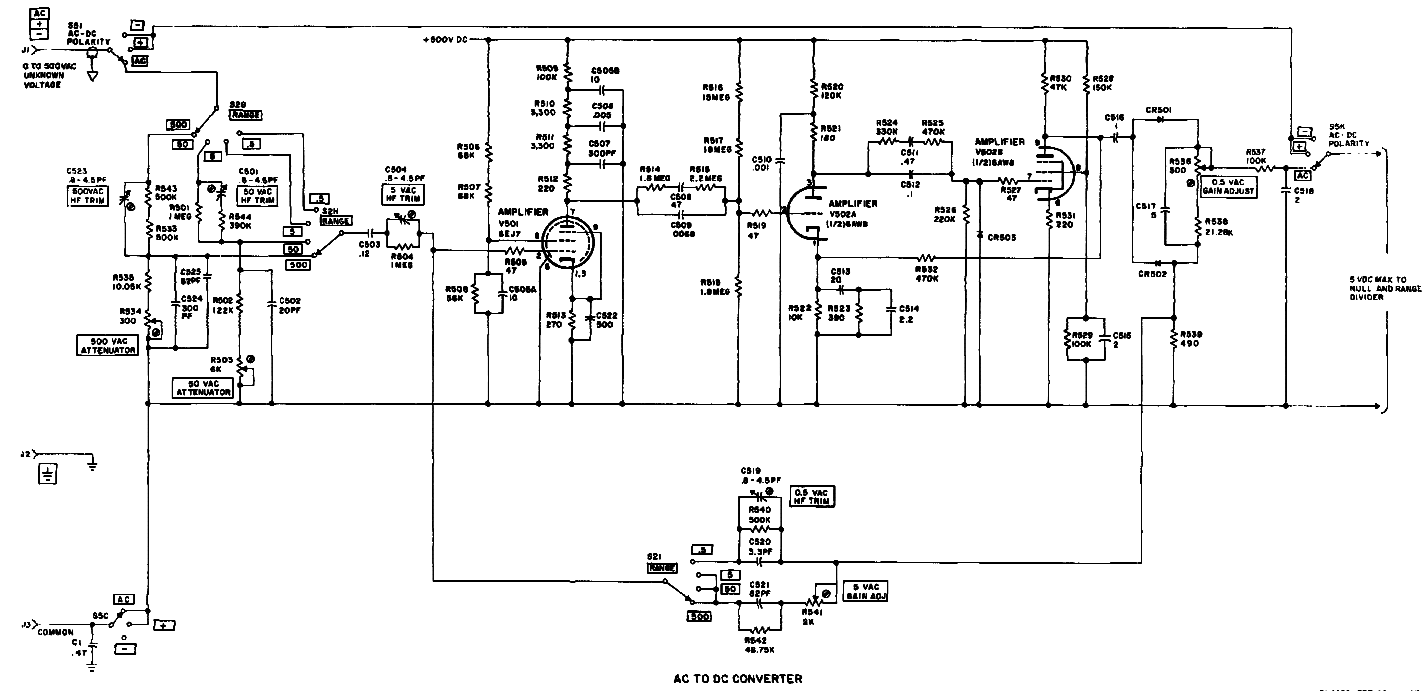 AC
+
−
S51
AC-DC
POLARITY
J1
0 TO 500VAC
UNKNOWN
VOLTAGE
−
+
AC
S20
RANGE
500
50
5
.5
C523
.8-4.5PF
500VAC
HF TRIM
R543
500K
R533
500K
R501
1 MEG
C501
.8-4.5PF
50 VAC
HF TRIM
R544
390K
S2H
RANGE
.5
5
50
500
R535
10.05K
R534
300
500 VAC
ATTENUATOR
C524
300
PF
C525
R502
122K
C502
20PF
R503
6K
50 VAC
ATTENUATOR
C503
.12
C504
.8-4.5PF
5 VAC
HF TRIM
R504
1MEG
+500V DC
R506
68K
R507
68K
R508
56K
C505A
10
R505
47
AMPLIFIER
V501
6EJ7
R509
100K
C505B
10
R510
3,300
C506
.005
R511
3,300
C507
300PF
R512
220
7
8
2
6
9
1,3
R513
270
C522
500
R514
1.8MEG
R515
2.2MEG
C508
47
C509
.0068
R516
18MEG
R517
18MEG
R518
1.8MEG
C510
.001
R519
47
R520
120K
R521
180
AMPLIFIER
V502A
(1/2)6AW8
C513
20
R522
10K
R523
390
C514
2.2
R524
330K
R525
470K
C511
.47
C512
.1
R526
220K
CR503
R532
470K
AMPLIFIER
V502B
(1/2)6AW8
7
R527
47
R530
47K
R528
150K
R531
220
R529
100K
C515
2
C516
CR501
CR502
C517
5
R536
500
0.5 VAC
GAIN ADJUST
R538
21.28K
R537
100K
C518
2
R539
490
−
+
AC
S5K
AC-DC
POLARITY
5 VDC MAX TO
NULL AND RANGE
DIVIDER
J2
C519
.8-4.5PF
0.5 VAC
HF TRIM
R540
500K
C520
3.3PF
S21
RANGE
.5
5
50
500
C521
82PF
R541
2K
5 VAC
GAIN ADJ
R542
48.75K
J3
COMMON
S5C
AC
+
−
C1
.47
AC TO DC CONVERTER